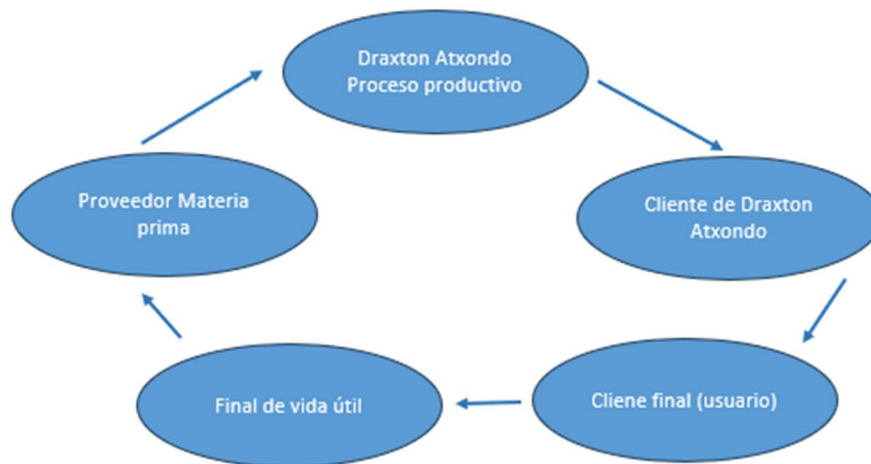 Draxton Atxondo
Proceso productivo
Proveedor Materia
prima
Cliente de Draxton
Atxondo
Final de vida útil
Cliene final (usuario)